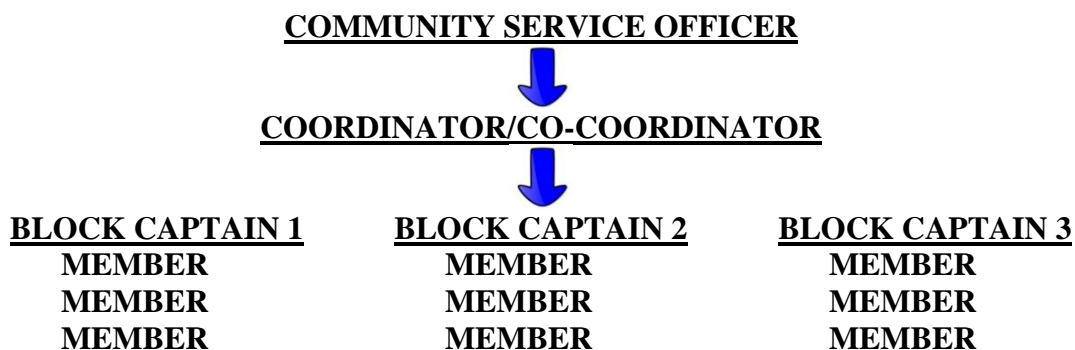 COMMUNITY SERVICE OFFICER
COORDINATOR/CO-COORDINATOR
BLOCK CAPTAIN 1 BLOCK CAPTAIN 2 BLOCK CAPTAIN 3
MEMBER MEMBER MEMBER
MEMBER MEMBER MEMBER
MEMBER MEMBER MEMBER